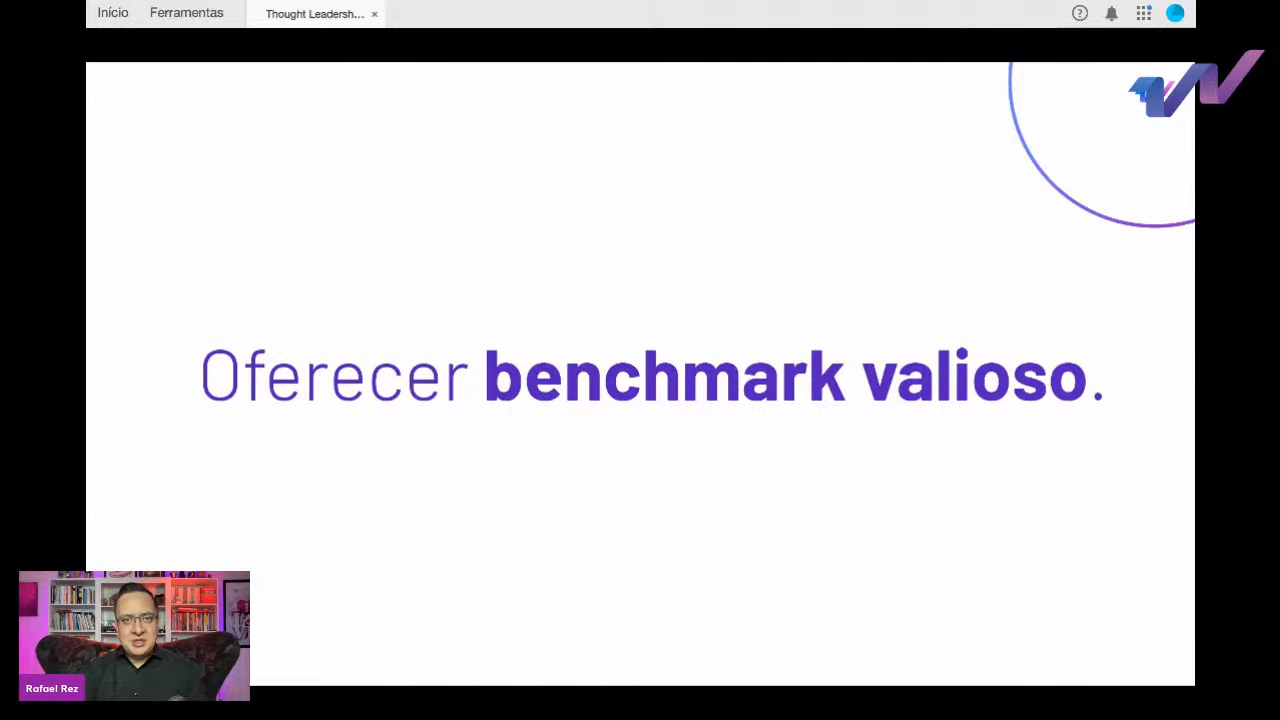 Início Ferramentas Thought Leadersh... ×
Oferecer benchmark valioso.
Rafael Rez